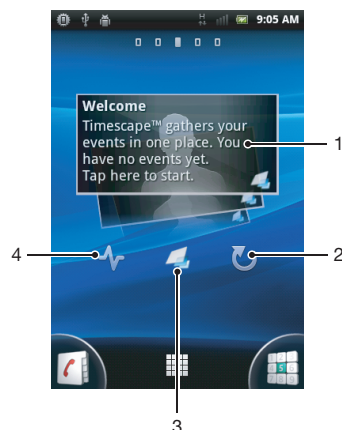 9:05 AM
Welcome
Timescape™ gathers your
events in one place. You
have no events yet.
Tap here to start.
1
4
2
3